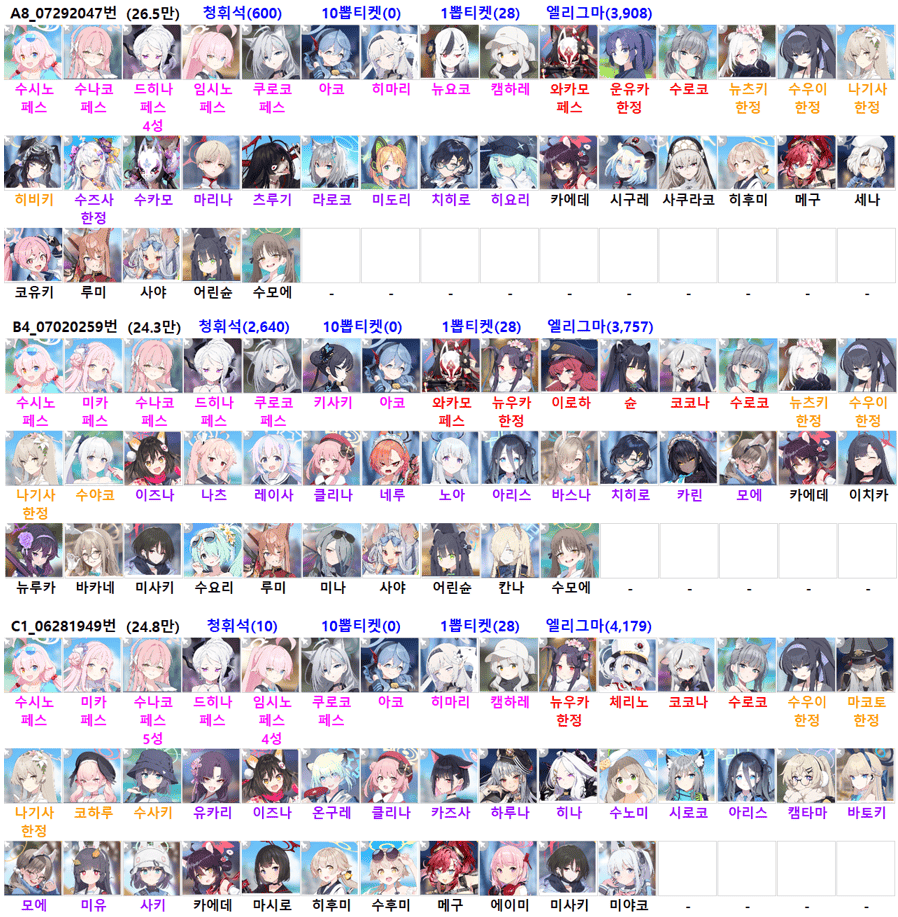 A8_07292047번 (26.5만) 청휘석(600) 10뽑티켓(0) 1뽑티켓(28) 엘리그마(3,908)
수시노 수나코 드히나 임시노 쿠로코 아코 히마리 뉴요코 캠하레 와카모 운유카 수로코 뉴츠키 수우이 나기사
페스 페스 페스 페스 페스 페스 한정 한정 한정 한정
4성
히비키 수즈사 수카모 마리나 츠루기 라로코 미도리 치히로 히요리 카에데 시구레 사쿠라코 히후미 메구 세나
한정
코유키 루미 사야 어린슌 수모에 - - - - - - - - - -
B4_07020259번 (24.3만) 청휘석(2,640) 10뽑티켓(0) 1뽑티켓(28) 엘리그마(3,757)
수시노 미카 수나코 드히나 쿠로코 키사키 아코 와카모 뉴우카 이로하 슌 코코나 수로코 뉴츠키 수우이
페스 페스 페스 페스 페스 페스 한정 한정 한정
나기사 수야코 이즈나 나츠 레이사 클리나 네루 노아 아리스 바스나 치히로 카린 모에 카에데 이치카
한정
뉴루카 바카네 미사키 수요리 루미 미나 사야 어린슌 칸나 수모에 - - - - -
C1_06281949번 (24.8만) 청휘석(10) 10뽑티켓(0) 1뽑티켓(28) 엘리그마(4,179)
수시노 미카 수나코 드히나 임시노 쿠로코 아코 히마리 캠하레 뉴우카 체리노 코코나 수로코 수우이 마코토
페스 페스 페스 페스 페스 페스 한정 한정 한정
5성 4성
나기사 코하루 수사키 유카리 이즈나 온구레 클리나 카즈사 하루나 히나 수노미 시로코 아리스 캠타마 바토키
한정
모에 미유 사키 카에데 마시로 히후미 수후미 메구 에이미 미사키 미야코 - - - -